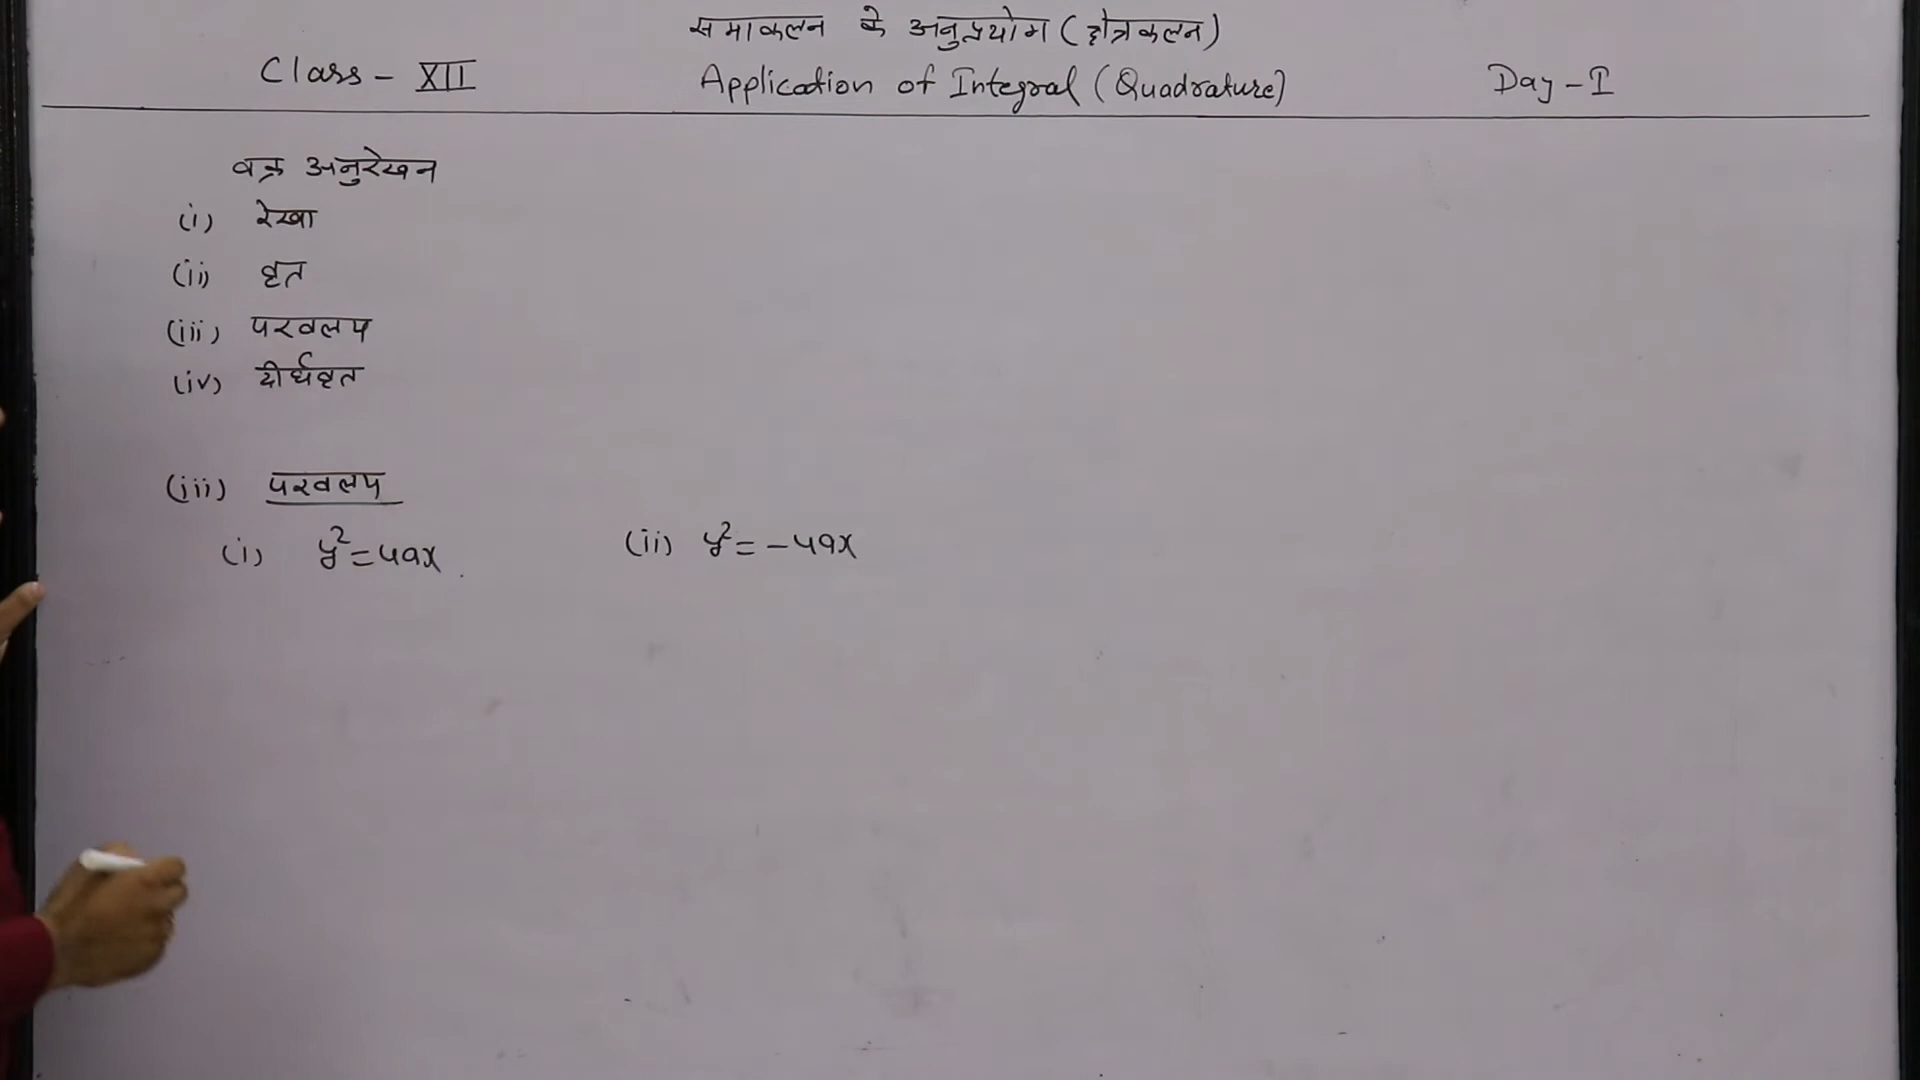 समाकलन के अनुप्रयोग (क्षेत्रकलन)
Class - XII Application of Integral (Quadrature) Day - I
वक्र अनुरेखन
(i) रेखा
(ii) वृत
(iii) परवलय
(iv) दीर्घवृत
(iii) परवलय
(i) y²=4ax (ii) y²=-4ax